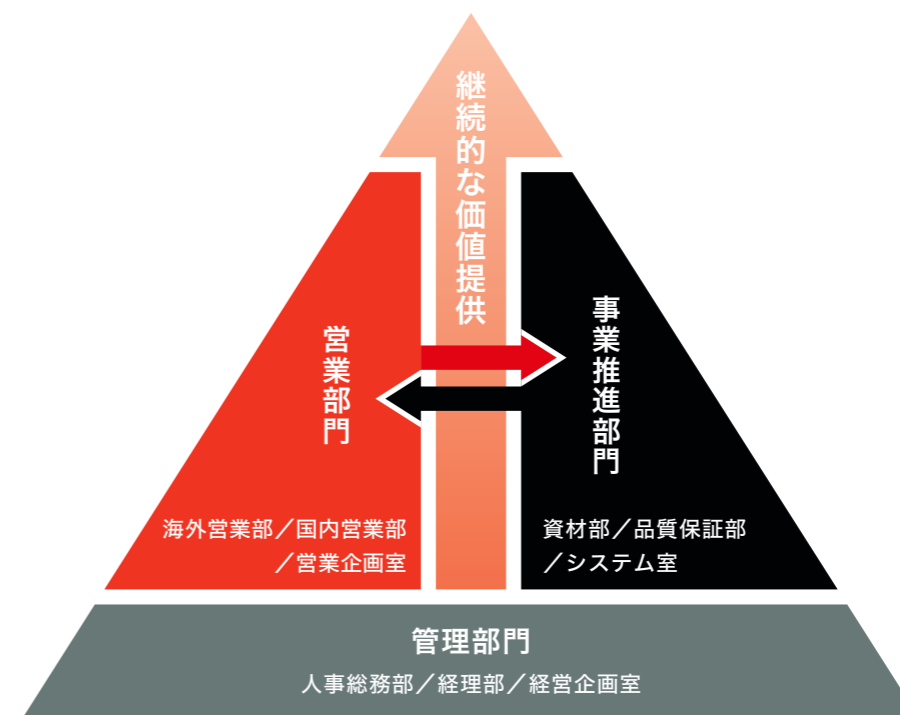 継続的な価値提供
営業部門
海外営業部／国内営業部
／営業企画室
事業推進部門
資材部／品質保証部
／システム室
管理部門
人事総務部／経理部／経営企画室